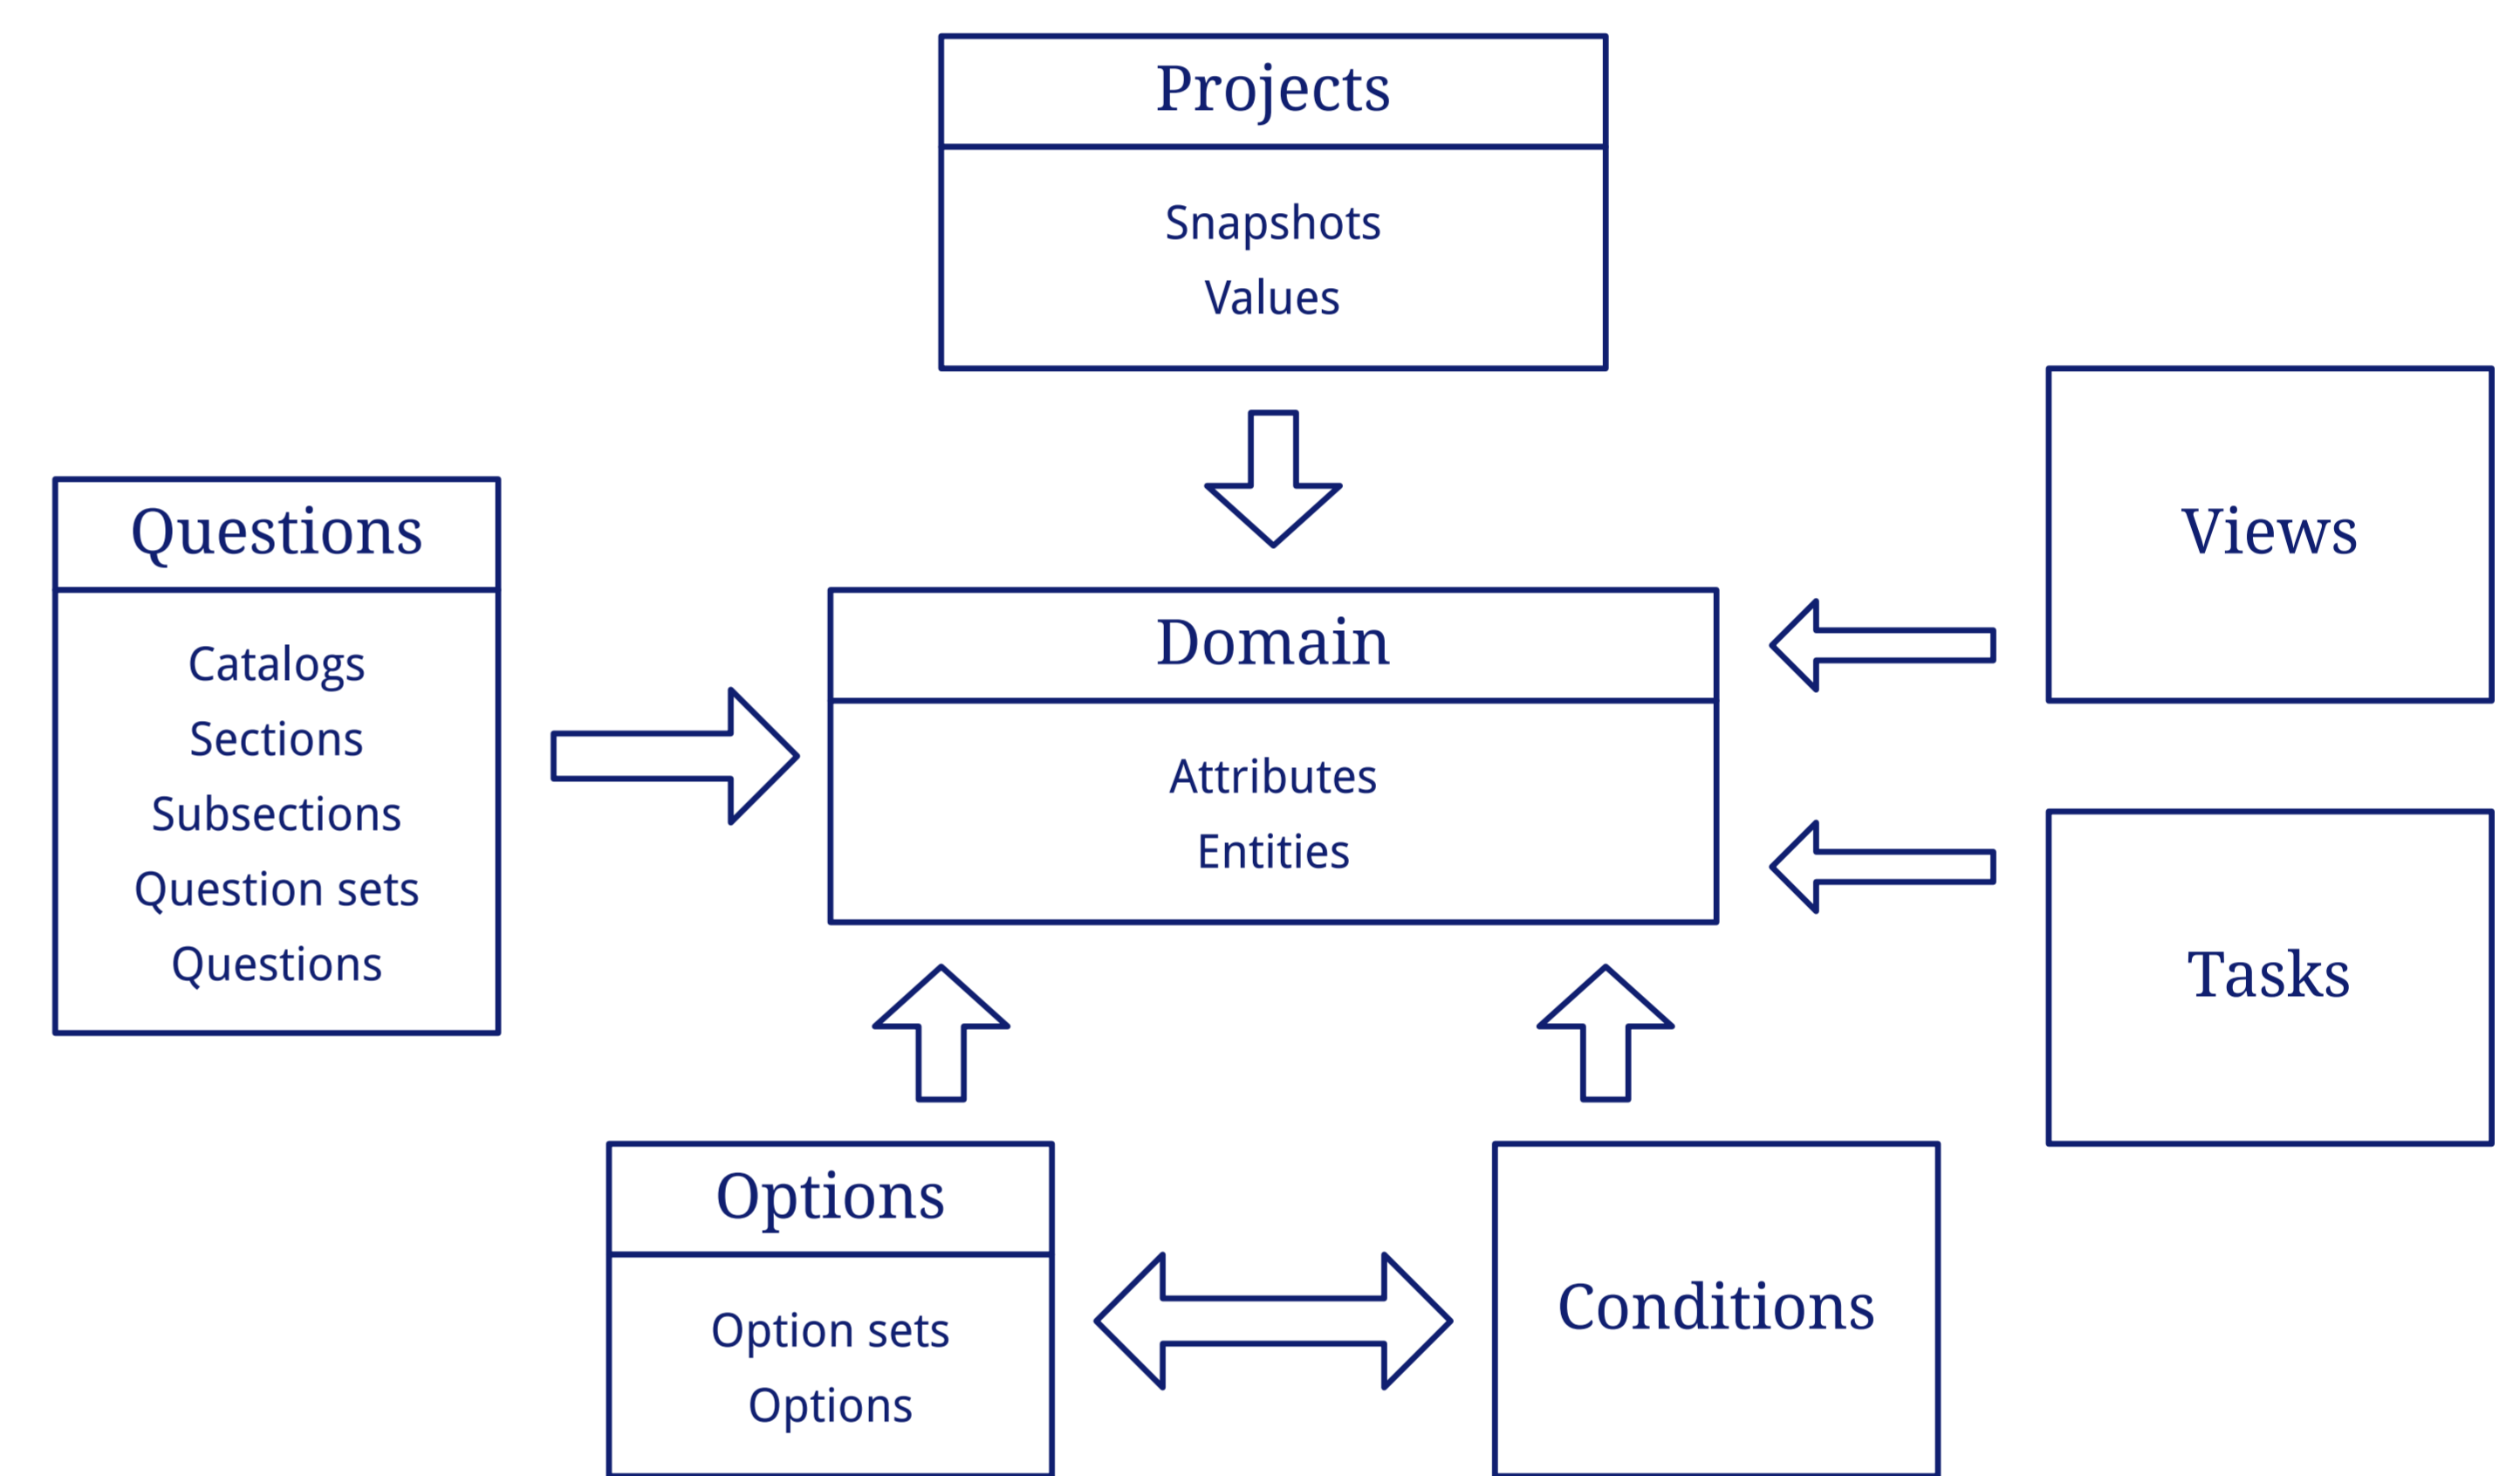 Projects
Snapshots
Values
Questions
Catalogs
Sections
Subsections
Question sets
Questions
Domain
Attributes
Entities
Views
Tasks
Options
Option sets
Options
Conditions